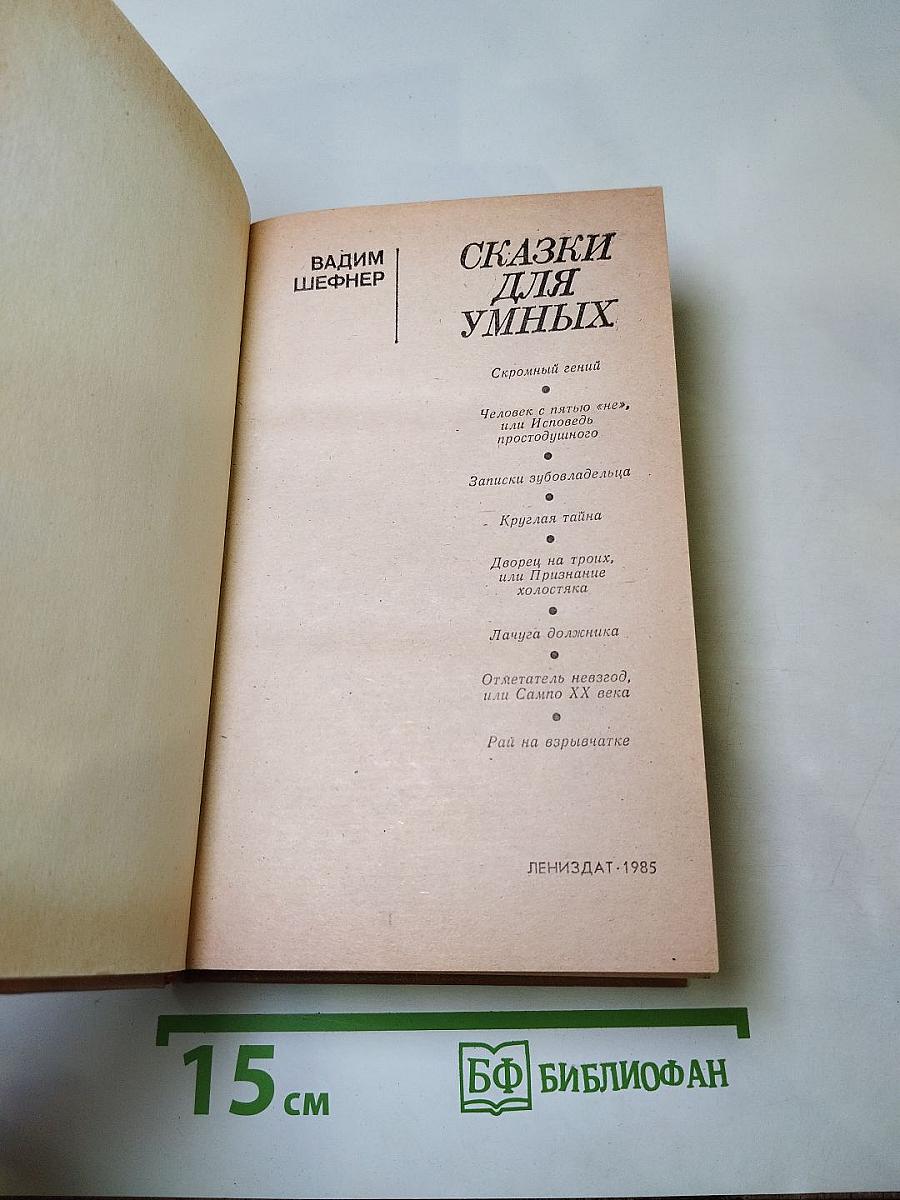 ВАДИМ
ШЕФНЕР
СКАЗКИ
ДЛЯ
УМНЫХ
Скромный гений
Человек с пятью «не»,
или Исповедь
простодушного
Записки зубовладельца
Круглая тайна
Дворец на троих,
или Признание
холостяка
Лачуга должника
Отметатель невзгод,
или Сампо XX века
Рай на взрывчатке
ЛЕНИЗДАТ·1985
15 см
БФ БИБЛИОФАН